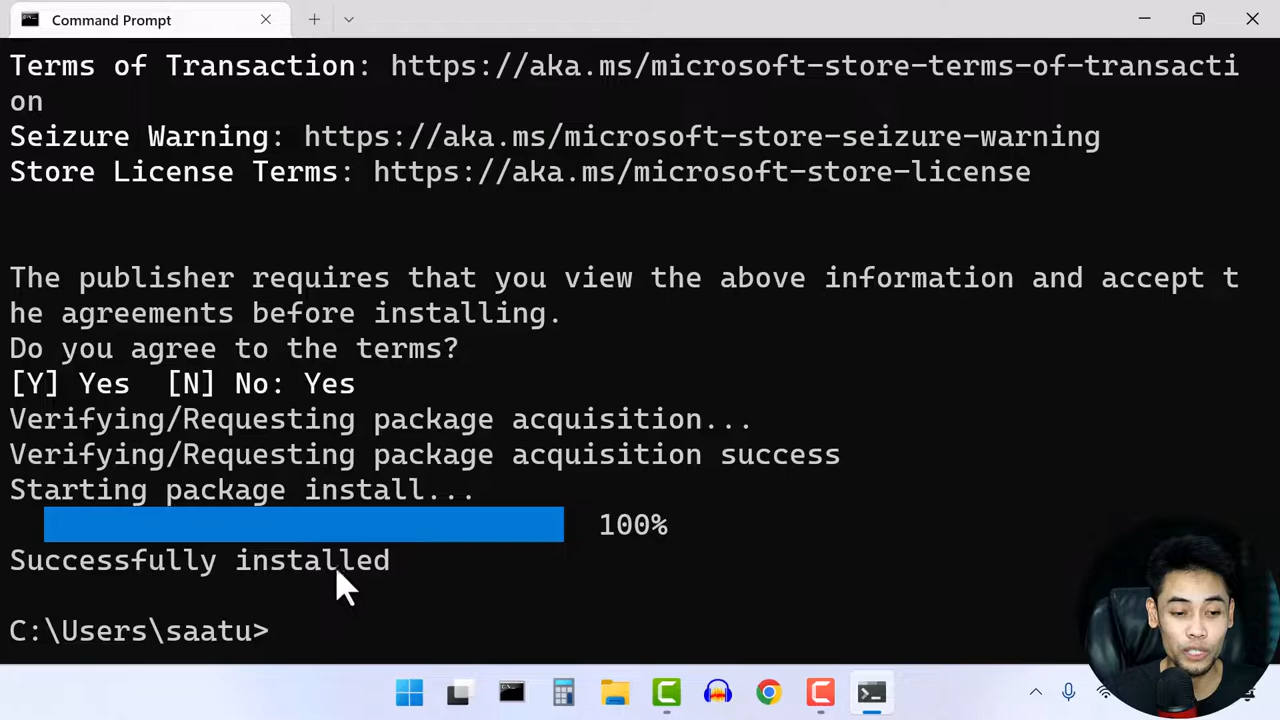 Command Prompt
Terms of Transaction: https://aka.ms/microsoft-store-terms-of-transacti
on
Seizure Warning: https://aka.ms/microsoft-store-seizure-warning
Store License Terms: https://aka.ms/microsoft-store-license
The publisher requires that you view the above information and accept t
he agreements before installing.
Do you agree to the terms?
[Y] Yes  [N] No: Yes
Verifying/Requesting package acquisition...
Verifying/Requesting package acquisition success
Starting package install...
100%
Successfully installed
C:\Users\saatu>